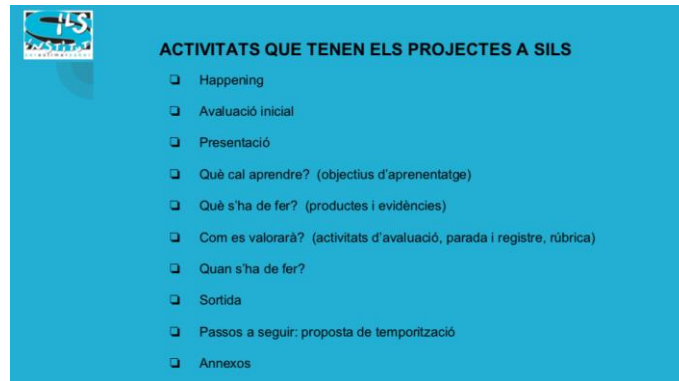 SILS
INSTITUT
ACTIVITATS QUE TENEN ELS PROJECTES A SILS
❏ Happening
❏ Avaluació inicial
❏ Presentació
❏ Què cal aprendre? (objectius d'aprenentatge)
❏ Què s'ha de fer? (productes i evidències)
❏ Com es valorarà? (activitats d'avaluació, parada i registre, rúbrica)
❏ Quan s'ha de fer?
❏ Sortida
❏ Passos a seguir: proposta de temporització
❏ Annexos